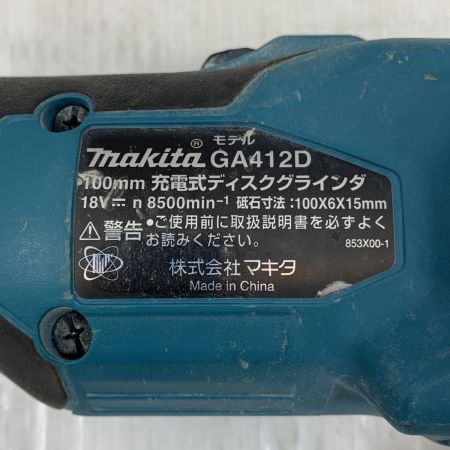 モデル
makita® GA412D
100mm 充電式ディスクグラインダ
18V⎓ n 8500min⁻¹ 砥石寸法:100X6X15mm
⚠警告 •ご使用前に取扱説明書を必ずよく
お読みください。
853X00-1
株式会社 マキタ
Made in China